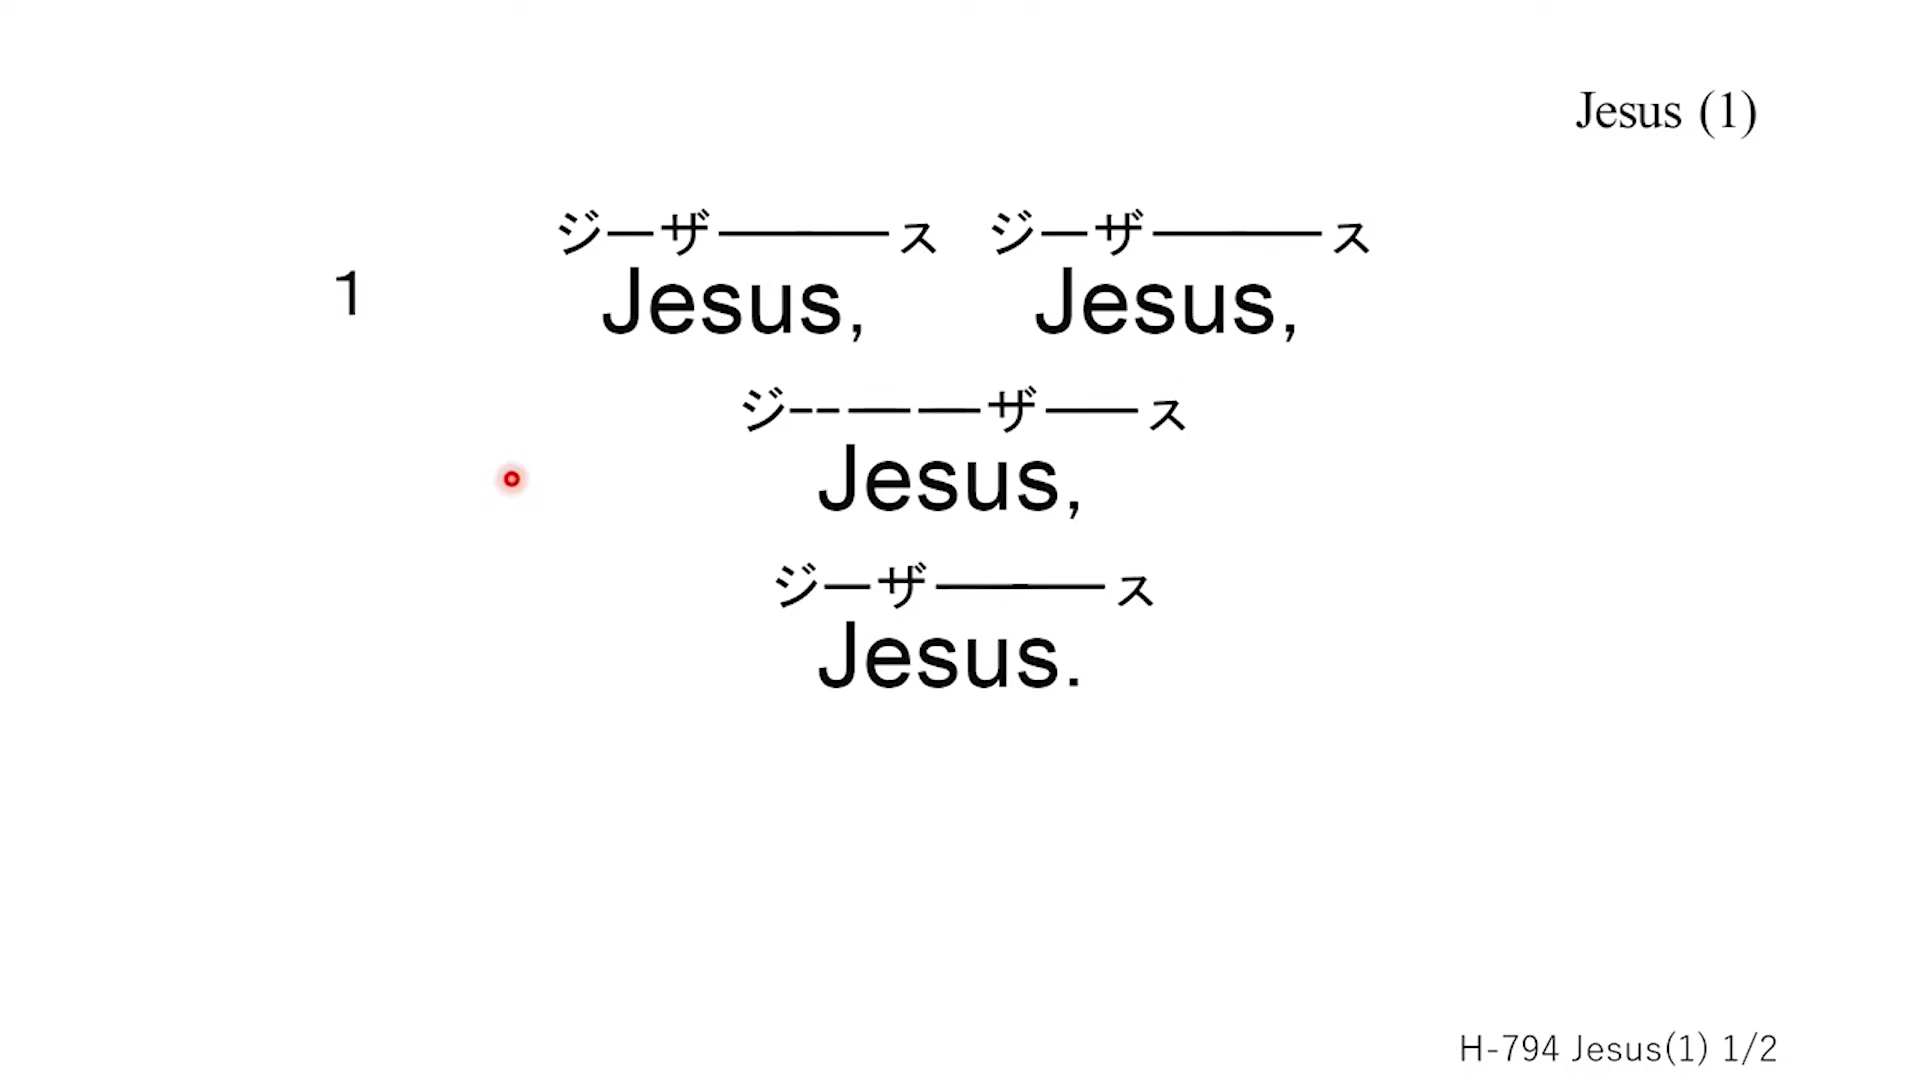 Jesus (1)
ジーザ―――ス ジーザ―――ス
1 Jesus, Jesus,
ジ--――ザ――ス
Jesus,
ジーザ―――ス
Jesus.
H-794 Jesus(1) 1/2